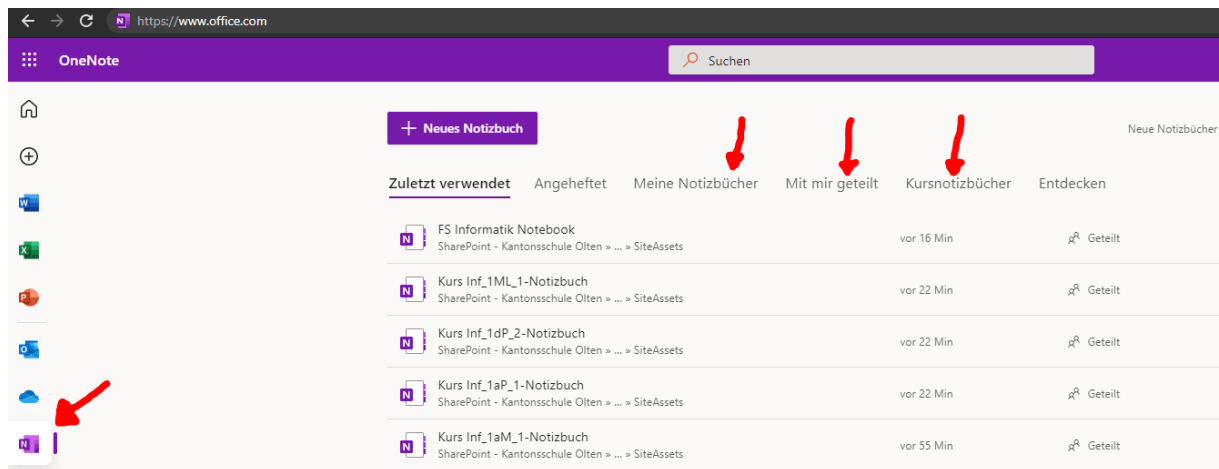 https://www.office.com
OneNote
Suchen
Neues Notizbuch
Neue Notizbücher
Zuletzt verwendet Angeheftet Meine Notizbücher Mit mir geteilt Kursnotizbücher Entdecken
FS Informatik Notebook
SharePoint - Kantonsschule Olten » ... » SiteAssets
vor 16 Min Geteilt
Kurs Inf_1ML_1-Notizbuch
SharePoint - Kantonsschule Olten » ... » SiteAssets
vor 22 Min Geteilt
Kurs Inf_1dP_2-Notizbuch
SharePoint - Kantonsschule Olten » ... » SiteAssets
vor 22 Min Geteilt
Kurs Inf_1aP_1-Notizbuch
SharePoint - Kantonsschule Olten » ... » SiteAssets
vor 22 Min Geteilt
Kurs Inf_1aM_1-Notizbuch
SharePoint - Kantonsschule Olten » ... » SiteAssets
vor 55 Min Geteilt